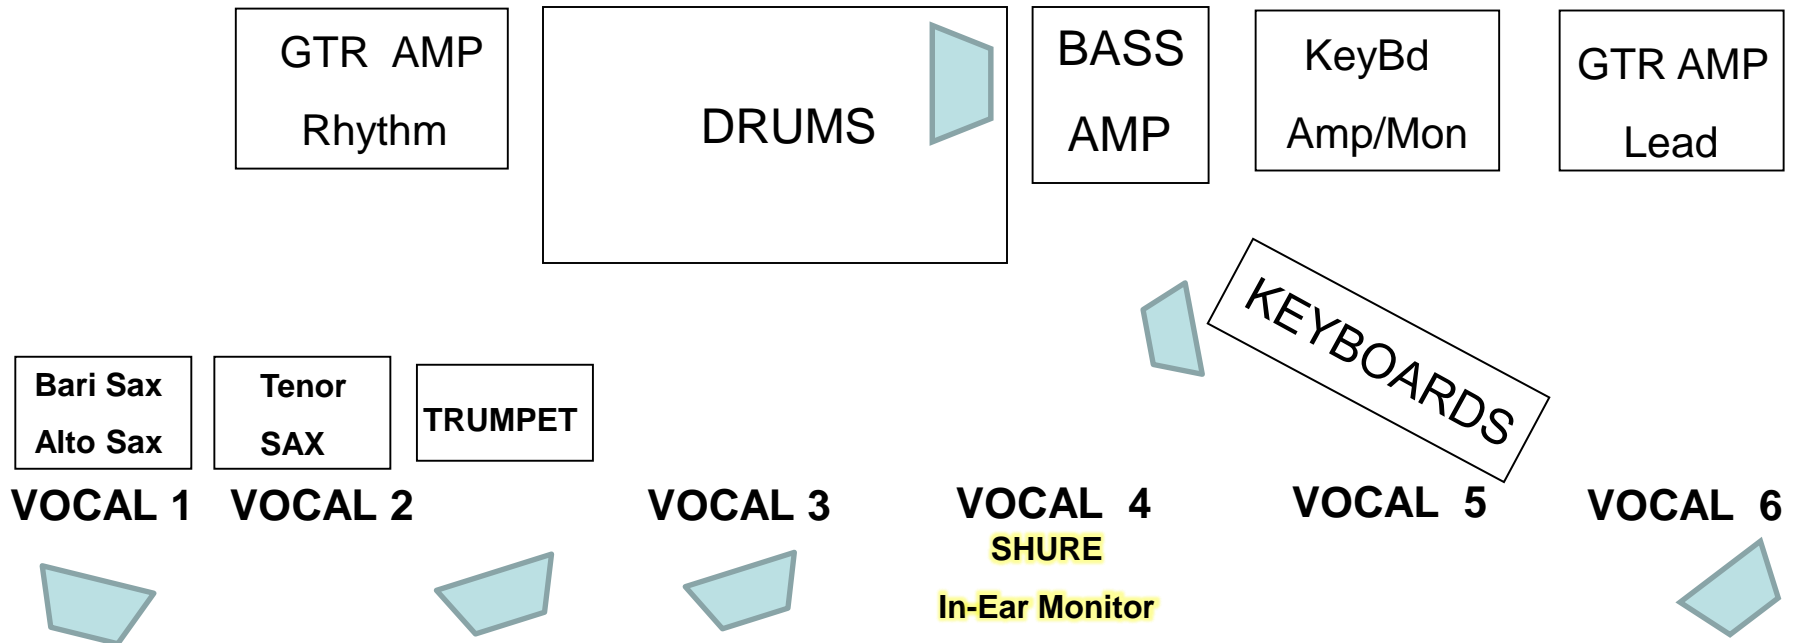 GTR AMP
Rhythm
DRUMS
BASS
AMP
KeyBd
Amp/Mon
GTR AMP
Lead
KEYBOARDS
Bari Sax
Alto Sax
Tenor
SAX
TRUMPET
VOCAL 1
VOCAL 2
VOCAL 3
VOCAL 4
SHURE
In-Ear Monitor
VOCAL 5
VOCAL 6